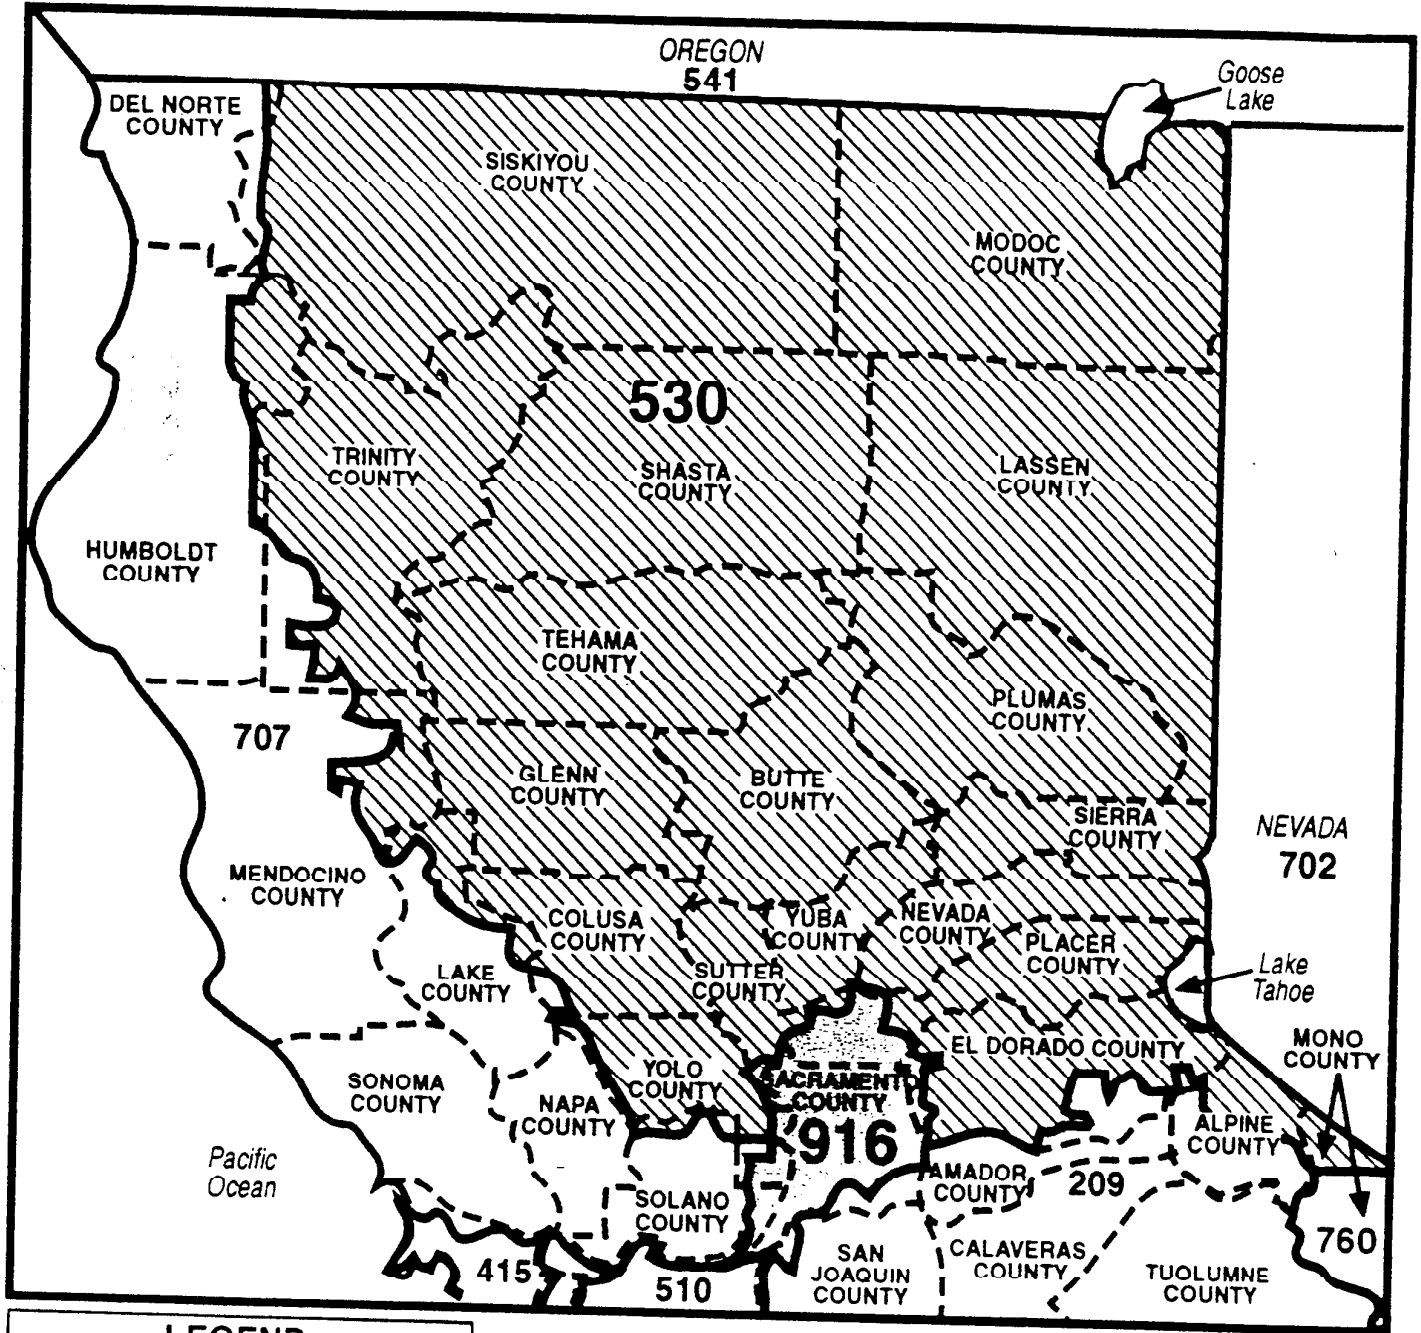 OREGON
541
Goose
Lake
DEL NORTE
COUNTY
SISKIYOU
COUNTY
MODOC
COUNTY
530
TRINITY
COUNTY
SHASTA
COUNTY
LASSEN
COUNTY
HUMBOLDT
COUNTY
TEHAMA
COUNTY
PLUMAS
COUNTY
707
GLENN
COUNTY
BUTTE
COUNTY
SIERRA
COUNTY
NEVADA
702
MENDOCINO
COUNTY
COLUSA
COUNTY
YUBA
COUNTY
NEVADA
COUNTY
PLACER
COUNTY
LAKE
COUNTY
SUTTER
COUNTY
Lake
Tahoe
EL DORADO COUNTY
MONO
COUNTY
SONOMA
COUNTY
NAPA
COUNTY
YOLO
COUNTY
SACRAMENTO
COUNTY
916
ALPINE
COUNTY
Pacific
Ocean
SOLANO
COUNTY
AMADOR
COUNTY
209
760
415
510
SAN
JOAQUIN
COUNTY
CALAVERAS
COUNTY
TUOLUMNE
COUNTY
LEGEND